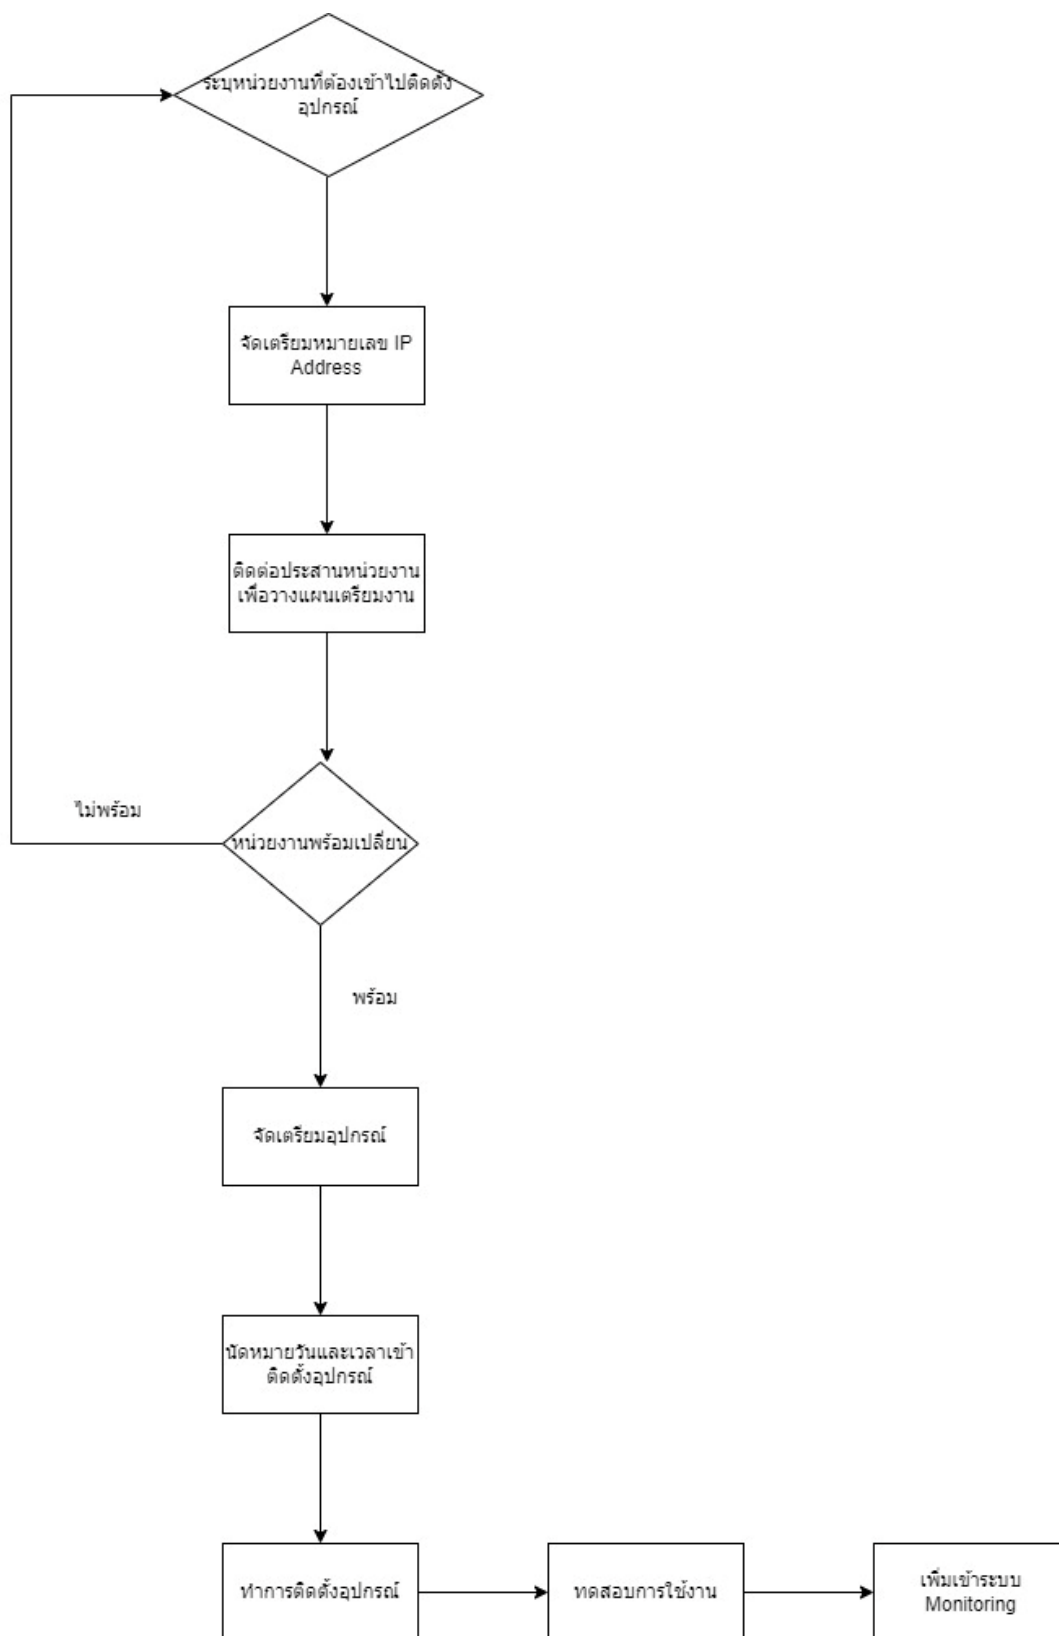 ระบุหน่วยงานที่ต้องเข้าไปติดตั้ง
อุปกรณ์
จัดเตรียมหมายเลข IP
Address
ติดต่อประสานหน่วยงาน
เพื่อวางแผนเตรียมงาน
ไม่พร้อม
หน่วยงานพร้อมเปลี่ยน
พร้อม
จัดเตรียมอุปกรณ์
นัดหมายวันและเวลาเข้า
ติดตั้งอุปกรณ์
ทำการติดตั้งอุปกรณ์
ทดสอบการใช้งาน
เพิ่มเข้าระบบ
Monitoring